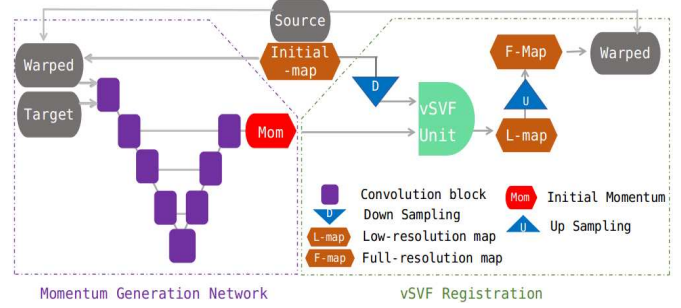 Source
Initial
-map
F-Map
Warped
Warped
Target
D
vSVF
Unit
U
L-map
Mom
Convolution block
Mom Initial Momentum
D Down Sampling
U Up Sampling
L-map Low-resolution map
F-map Full-resolution map
Momentum Generation Network
vSVF Registration